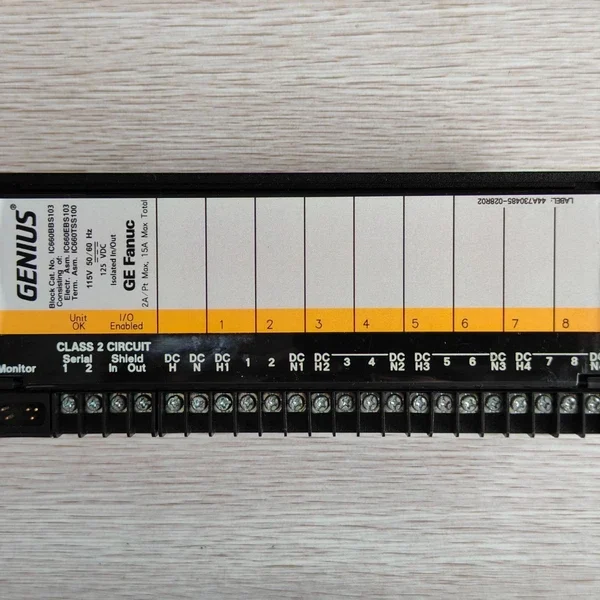 GENIUS®
Block Cat. No. IC660BBS103
Consisting of:
Electr. Asm. IC660EBS103
Term. Asm. IC660TSS100
115V 50/60 Hz
125 VDC
Isolated In/Out
GE Fanuc
2A/Pt Max, 15A Max Total
LABEL: 44A730485-028R02
Unit OK
I/O Enabled
1 2 3 4 5 6 7 8
CLASS 2 CIRCUIT
Monitor
Serial 1 2
Shield In Out
DC H
DC N
DC H1
1 2
DC N1
DC H2
3 4
DC N2
DC H3
5 6
DC N3
DC H4
7 8
DC